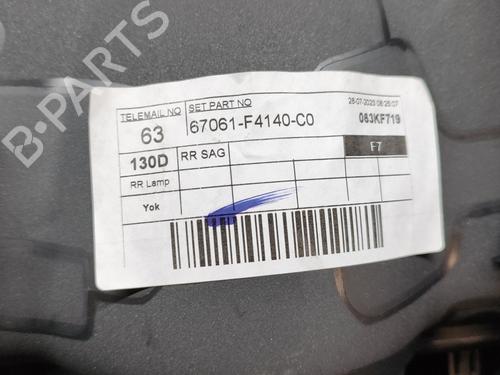 B-PARTS
TELEMAIL NO SET PART NO 28-07-2023 08:25:07
63 67061-F4140-C0 083KF719
130D RR SAG F7
RR Lamp
Yok